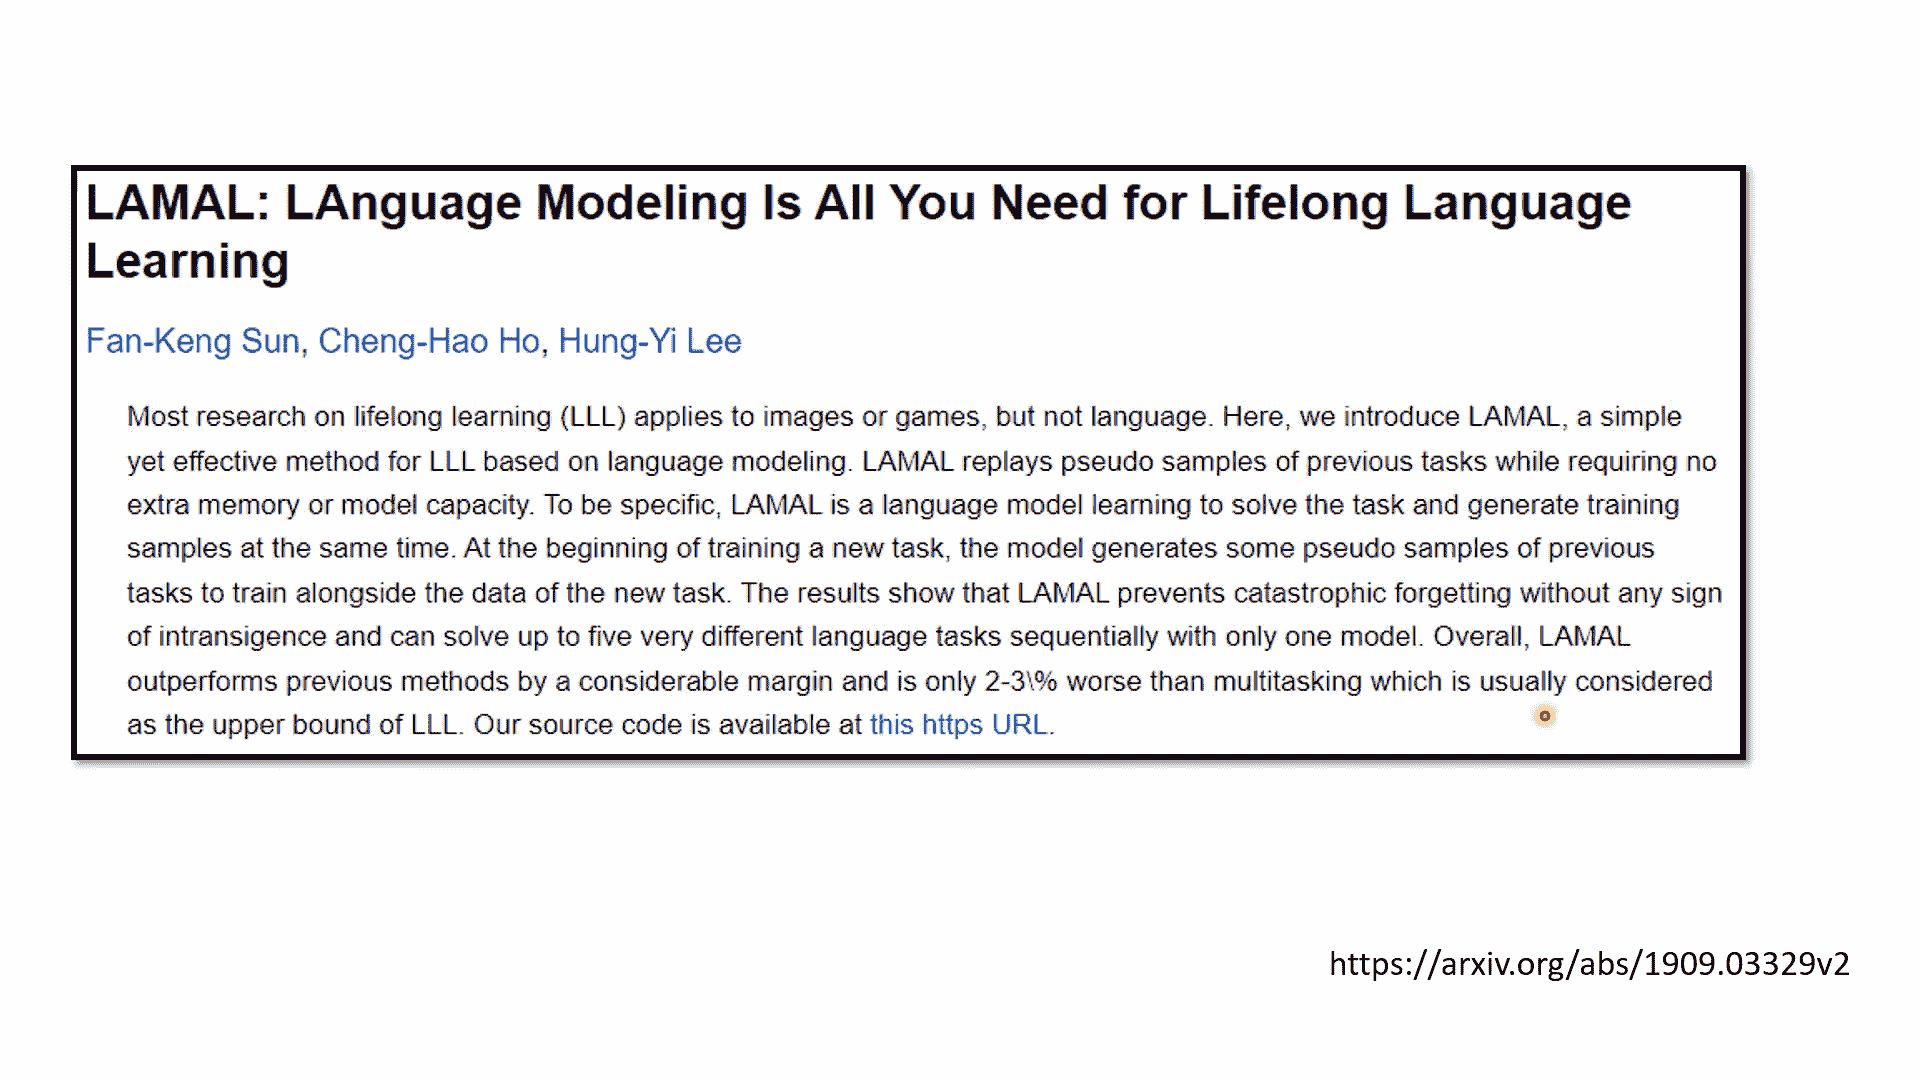 LAMAL: LAnguage Modeling Is All You Need for Lifelong Language
Learning
Fan-Keng Sun, Cheng-Hao Ho, Hung-Yi Lee
Most research on lifelong learning (LLL) applies to images or games, but not language. Here, we introduce LAMAL, a simple
yet effective method for LLL based on language modeling. LAMAL replays pseudo samples of previous tasks while requiring no
extra memory or model capacity. To be specific, LAMAL is a language model learning to solve the task and generate training
samples at the same time. At the beginning of training a new task, the model generates some pseudo samples of previous
tasks to train alongside the data of the new task. The results show that LAMAL prevents catastrophic forgetting without any sign
of intransigence and can solve up to five very different language tasks sequentially with only one model. Overall, LAMAL
outperforms previous methods by a considerable margin and is only 2-3\% worse than multitasking which is usually considered
as the upper bound of LLL. Our source code is available at this https URL.
https://arxiv.org/abs/1909.03329v2